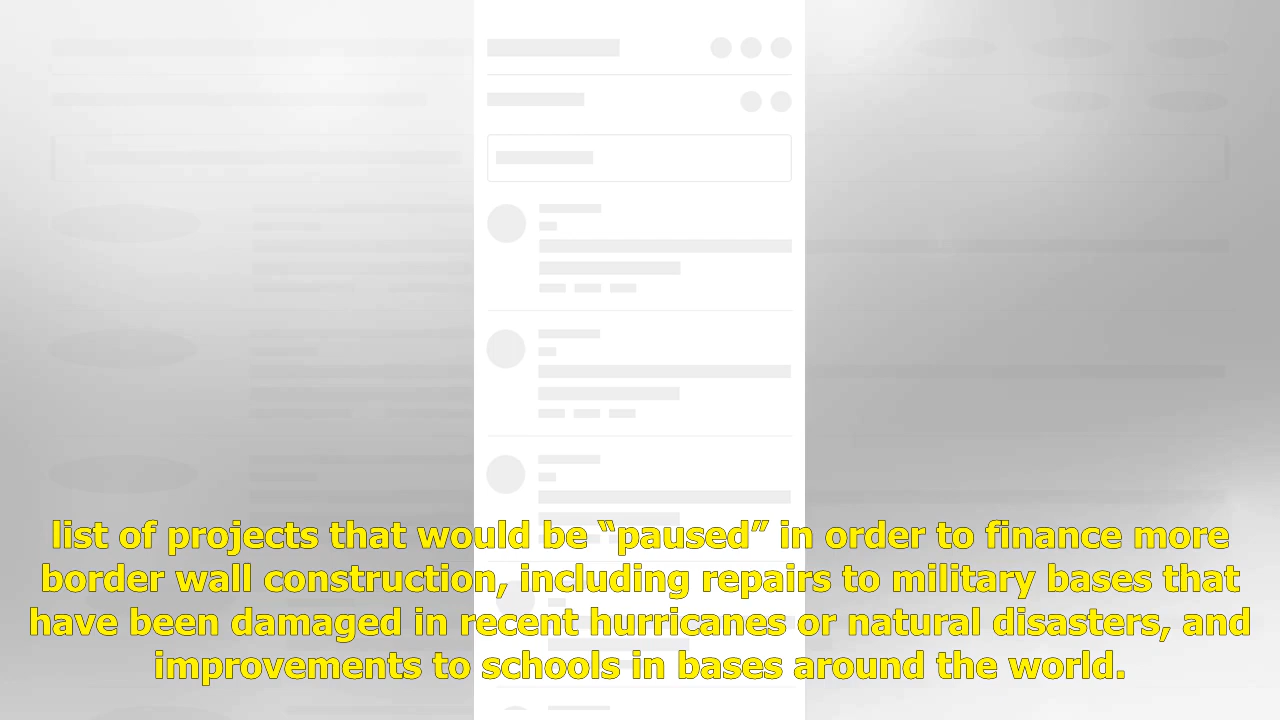 list of projects that would be “paused” in order to finance more
border wall construction, including repairs to military bases that
have been damaged in recent hurricanes or natural disasters, and
improvements to schools in bases around the world.